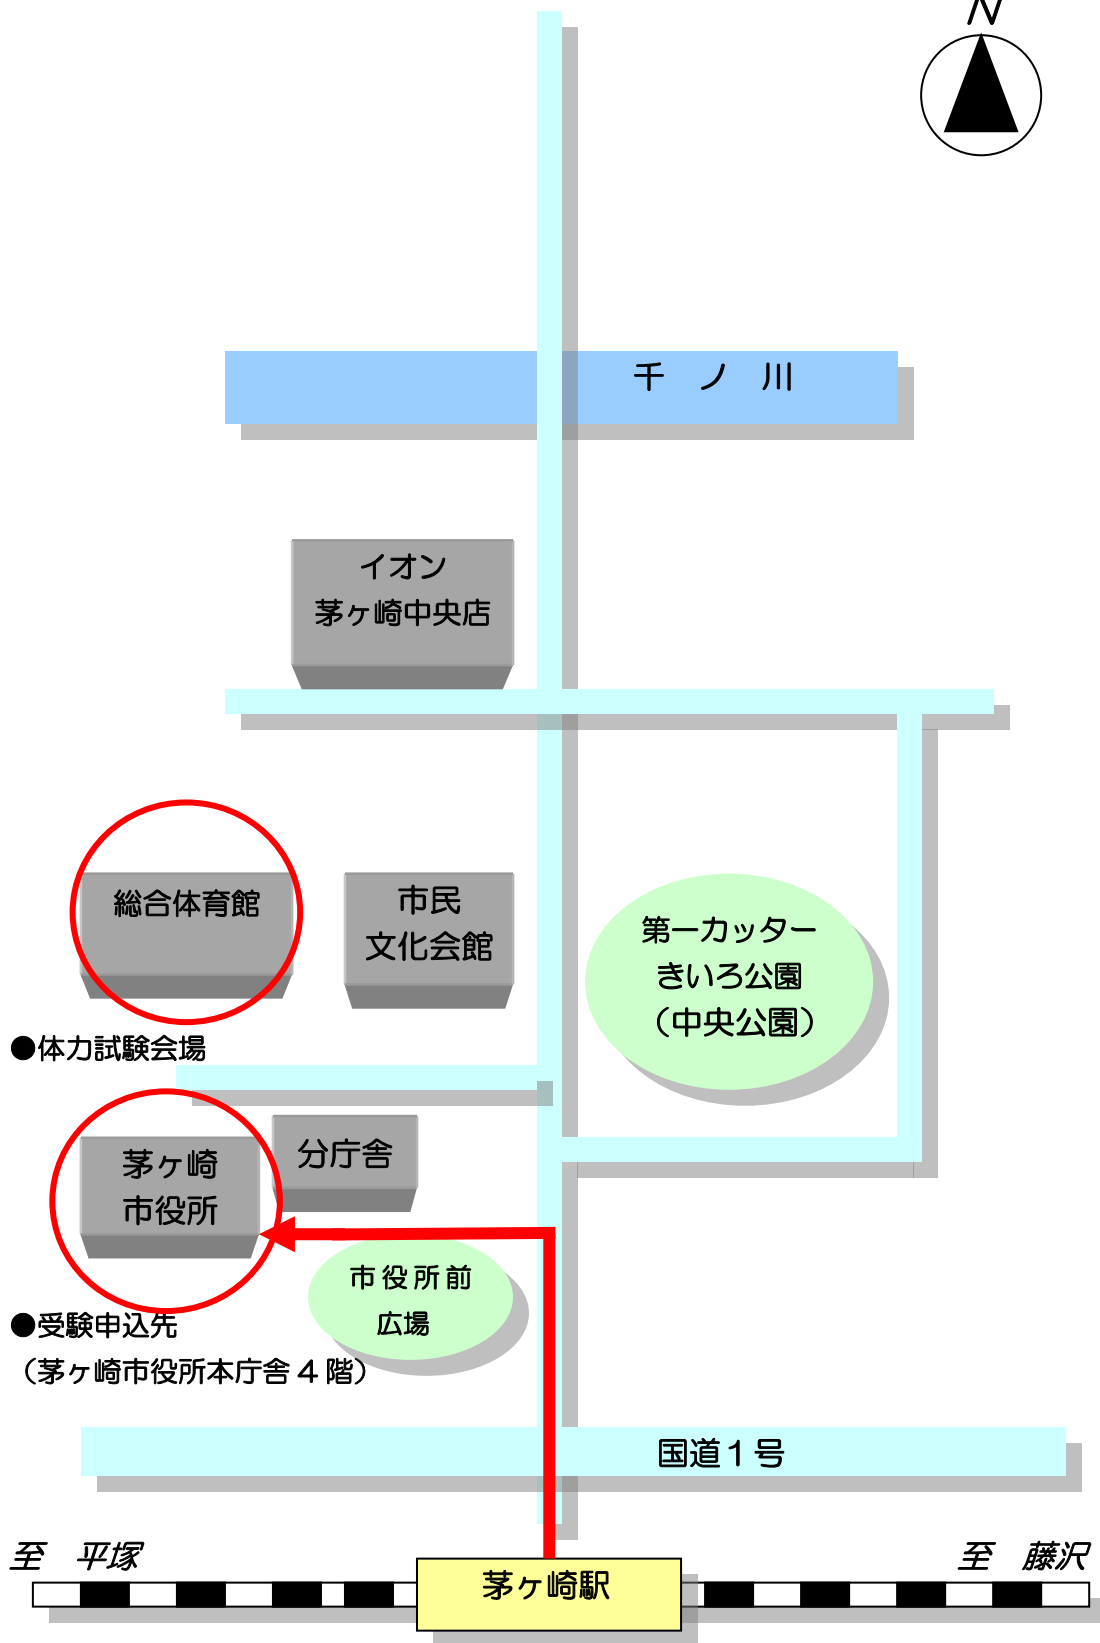 N
千ノ川
イオン
茅ヶ崎中央店
総合体育館
市民
文化会館
第一カッター
きいろ公園
（中央公園）
●体力試験会場
分庁舎
茅ヶ崎
市役所
市役所前
広場
●受験申込先
（茅ヶ崎市役所本庁舎４階）
国道１号
至　平塚
至　藤沢
茅ヶ崎駅